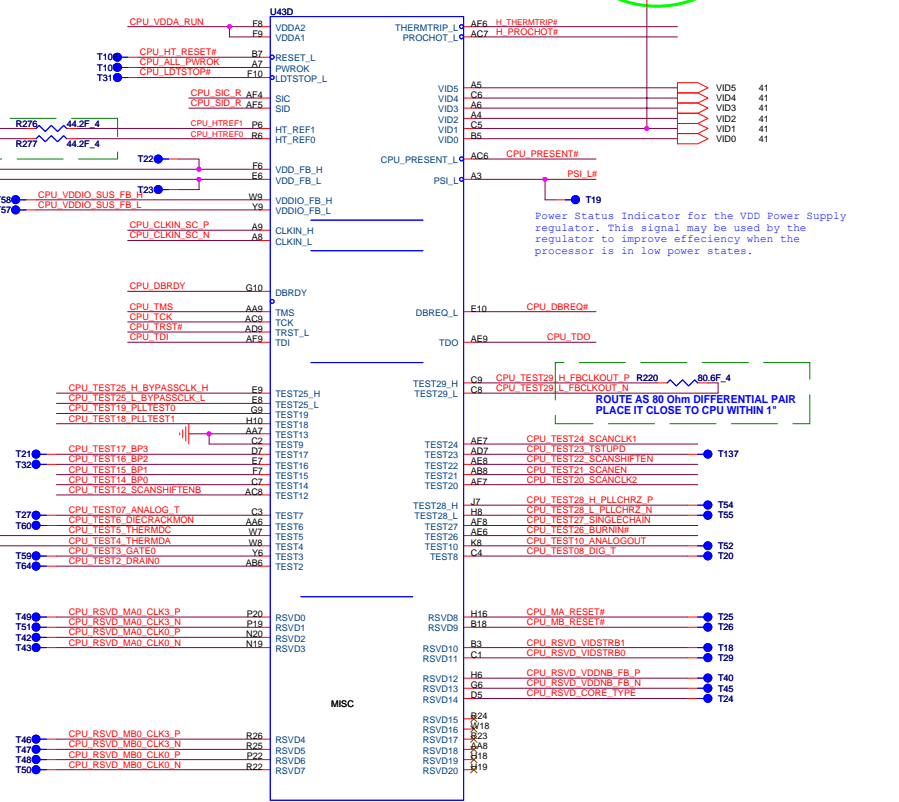 U43D
CPU_VDDA_RUN F8 VDDA2
F9 VDDA1
T10 CPU_HT_RESET# B7 RESET_L
T10 CPU_ALL_PWROK A7 PWROK
T31 CPU_LDTSTOP# F10 LDTSTOP_L
CPU_SIC_R AF4 SIC
CPU_SID_R AF5 SID
R276 44.2F_4 CPU_HTREF1 P6 HT_REF1
R277 44.2F_4 CPU_HTREF0 R6 HT_REF0
T22 F6 VDD_FB_H
T23 E6 VDD_FB_L
T58 CPU_VDDIO_SUS_FB_H W9 VDDIO_FB_H
T57 CPU_VDDIO_SUS_FB_L Y9 VDDIO_FB_L
CPU_CLKIN_SC_P A9 CLKIN_H
CPU_CLKIN_SC_N A8 CLKIN_L
CPU_DBRDY G10 DBRDY
CPU_TMS AA9 TMS
CPU_TCK AC9 TCK
CPU_TRST# AD9 TRST_L
CPU_TDI AF9 TDI
CPU_TEST25_H_BYPASSCLK_H E9 TEST25_H
CPU_TEST25_L_BYPASSCLK_L E8 TEST25_L
CPU_TEST19_PLLTEST0 G9 TEST19
CPU_TEST18_PLLTEST1 H10 TEST18
AA7 TEST13
C2 TEST9
T21 CPU_TEST17_BP3 D7 TEST17
T32 CPU_TEST16_BP2 E7 TEST16
CPU_TEST15_BP1 F7 TEST15
CPU_TEST14_BP0 C7 TEST14
CPU_TEST12_SCANSHIFTENB AC8 TEST12
T27 CPU_TEST07_ANALOG_T C3 TEST7
T60 CPU_TEST6_DIECRACKMON AA6 TEST6
CPU_TEST5_THERMDC W7 TEST5
CPU_TEST4_THERMDA W8 TEST4
T59 CPU_TEST3_GATE0 Y6 TEST3
T64 CPU_TEST2_DRAIN0 AB6 TEST2
T49 CPU_RSVD_MA0_CLK3_P P20 RSVD0
T51 CPU_RSVD_MA0_CLK3_N P19 RSVD1
T42 CPU_RSVD_MA0_CLK0_P N20 RSVD2
T43 CPU_RSVD_MA0_CLK0_N N19 RSVD3
T46 CPU_RSVD_MB0_CLK3_P R26 RSVD4
T47 CPU_RSVD_MB0_CLK3_N R25 RSVD5
T48 CPU_RSVD_MB0_CLK0_P P22 RSVD6
T50 CPU_RSVD_MB0_CLK0_N R22 RSVD7
MISC
THERMTRIP_L AF6 H_THERMTRIP#
PROCHOT_L AC7 H_PROCHOT#
VID5 A5 VID5 41
VID4 C6 VID4 41
VID3 A6 VID3 41
VID2 A4 VID2 41
VID1 C5 VID1 41
VID0 B5 VID0 41
CPU_PRESENT_L AC6 CPU_PRESENT#
PSI_L A3 PSI_L#
T19
Power Status Indicator for the VDD Power Supply
regulator. This signal may be used by the
regulator to improve effeciency when the
processor is in low power states.
DBREQ_L E10 CPU_DBREQ#
TDO AE9 CPU_TDO
TEST29_H C9 CPU_TEST29_H_FBCLKOUT_P R220 80.6F_4
TEST29_L C8 CPU_TEST29_L_FBCLKOUT_N
ROUTE AS 80 Ohm DIFFERENTIAL PAIR
PLACE IT CLOSE TO CPU WITHIN 1"
TEST24 AE7 CPU_TEST24_SCANCLK1
TEST23 AD7 CPU_TEST23_TSTUPD T137
TEST22 AE8 CPU_TEST22_SCANSHIFTEN
TEST21 AB8 CPU_TEST21_SCANEN
TEST20 AF7 CPU_TEST20_SCANCLK2
TEST28_H J7 CPU_TEST28_H_PLLCHRZ_P T54
TEST28_L H8 CPU_TEST28_L_PLLCHRZ_N T55
TEST27 AF8 CPU_TEST27_SINGLECHAIN
TEST26 AE6 CPU_TEST26_BURNIN#
TEST10 K8 CPU_TEST10_ANALOGOUT T52
TEST8 C4 CPU_TEST08_DIG_T T20
RSVD8 H16 CPU_MA_RESET# T25
RSVD9 B18 CPU_MB_RESET# T26
RSVD10 B3 CPU_RSVD_VIDSTRB1 T18
RSVD11 C1 CPU_RSVD_VIDSTRB0 T29
RSVD12 H6 CPU_RSVD_VDDNB_FB_P T40
RSVD13 G6 CPU_RSVD_VDDNB_FB_N T45
RSVD14 D5 CPU_RSVD_CORE_TYPE T24
RSVD15 R24
RSVD16 W18
RSVD17 R23
RSVD18 AA8
RSVD19 H18
RSVD20 H19